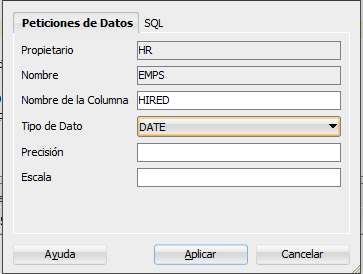 Peticiones de Datos SQL
Propietario HR
Nombre EMPS
Nombre de la Columna HIRED
Tipo de Dato DATE
Precisión
Escala
Ayuda Aplicar Cancelar